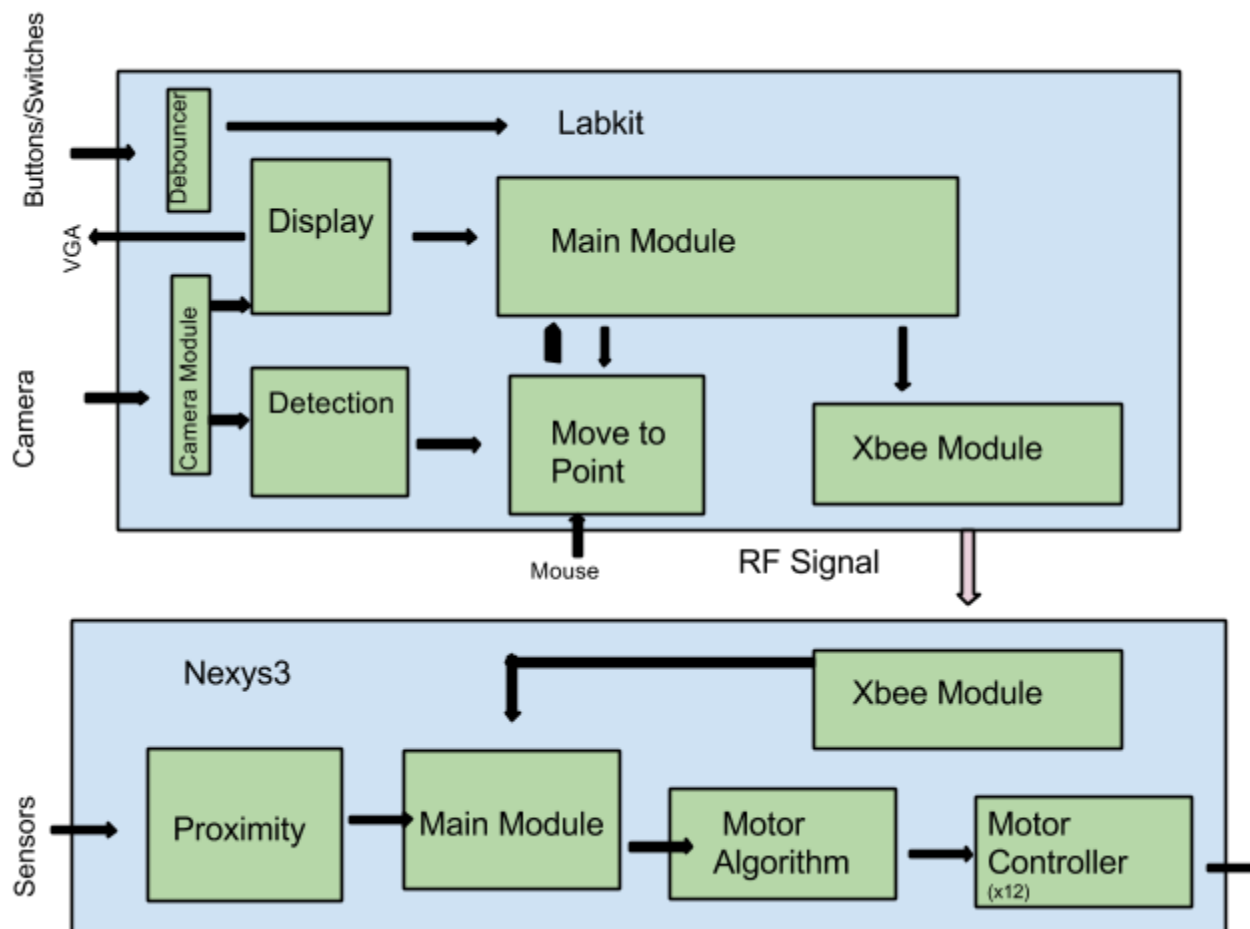 Buttons/Switches
Debouncer
Labkit
Display
Main Module
VGA
Camera Module
Camera
Detection
Move to
Point
Xbee Module
Mouse
RF Signal
Nexys3
Xbee Module
Sensors
Proximity
Main Module
Motor
Algorithm
Motor
Controller
(x12)